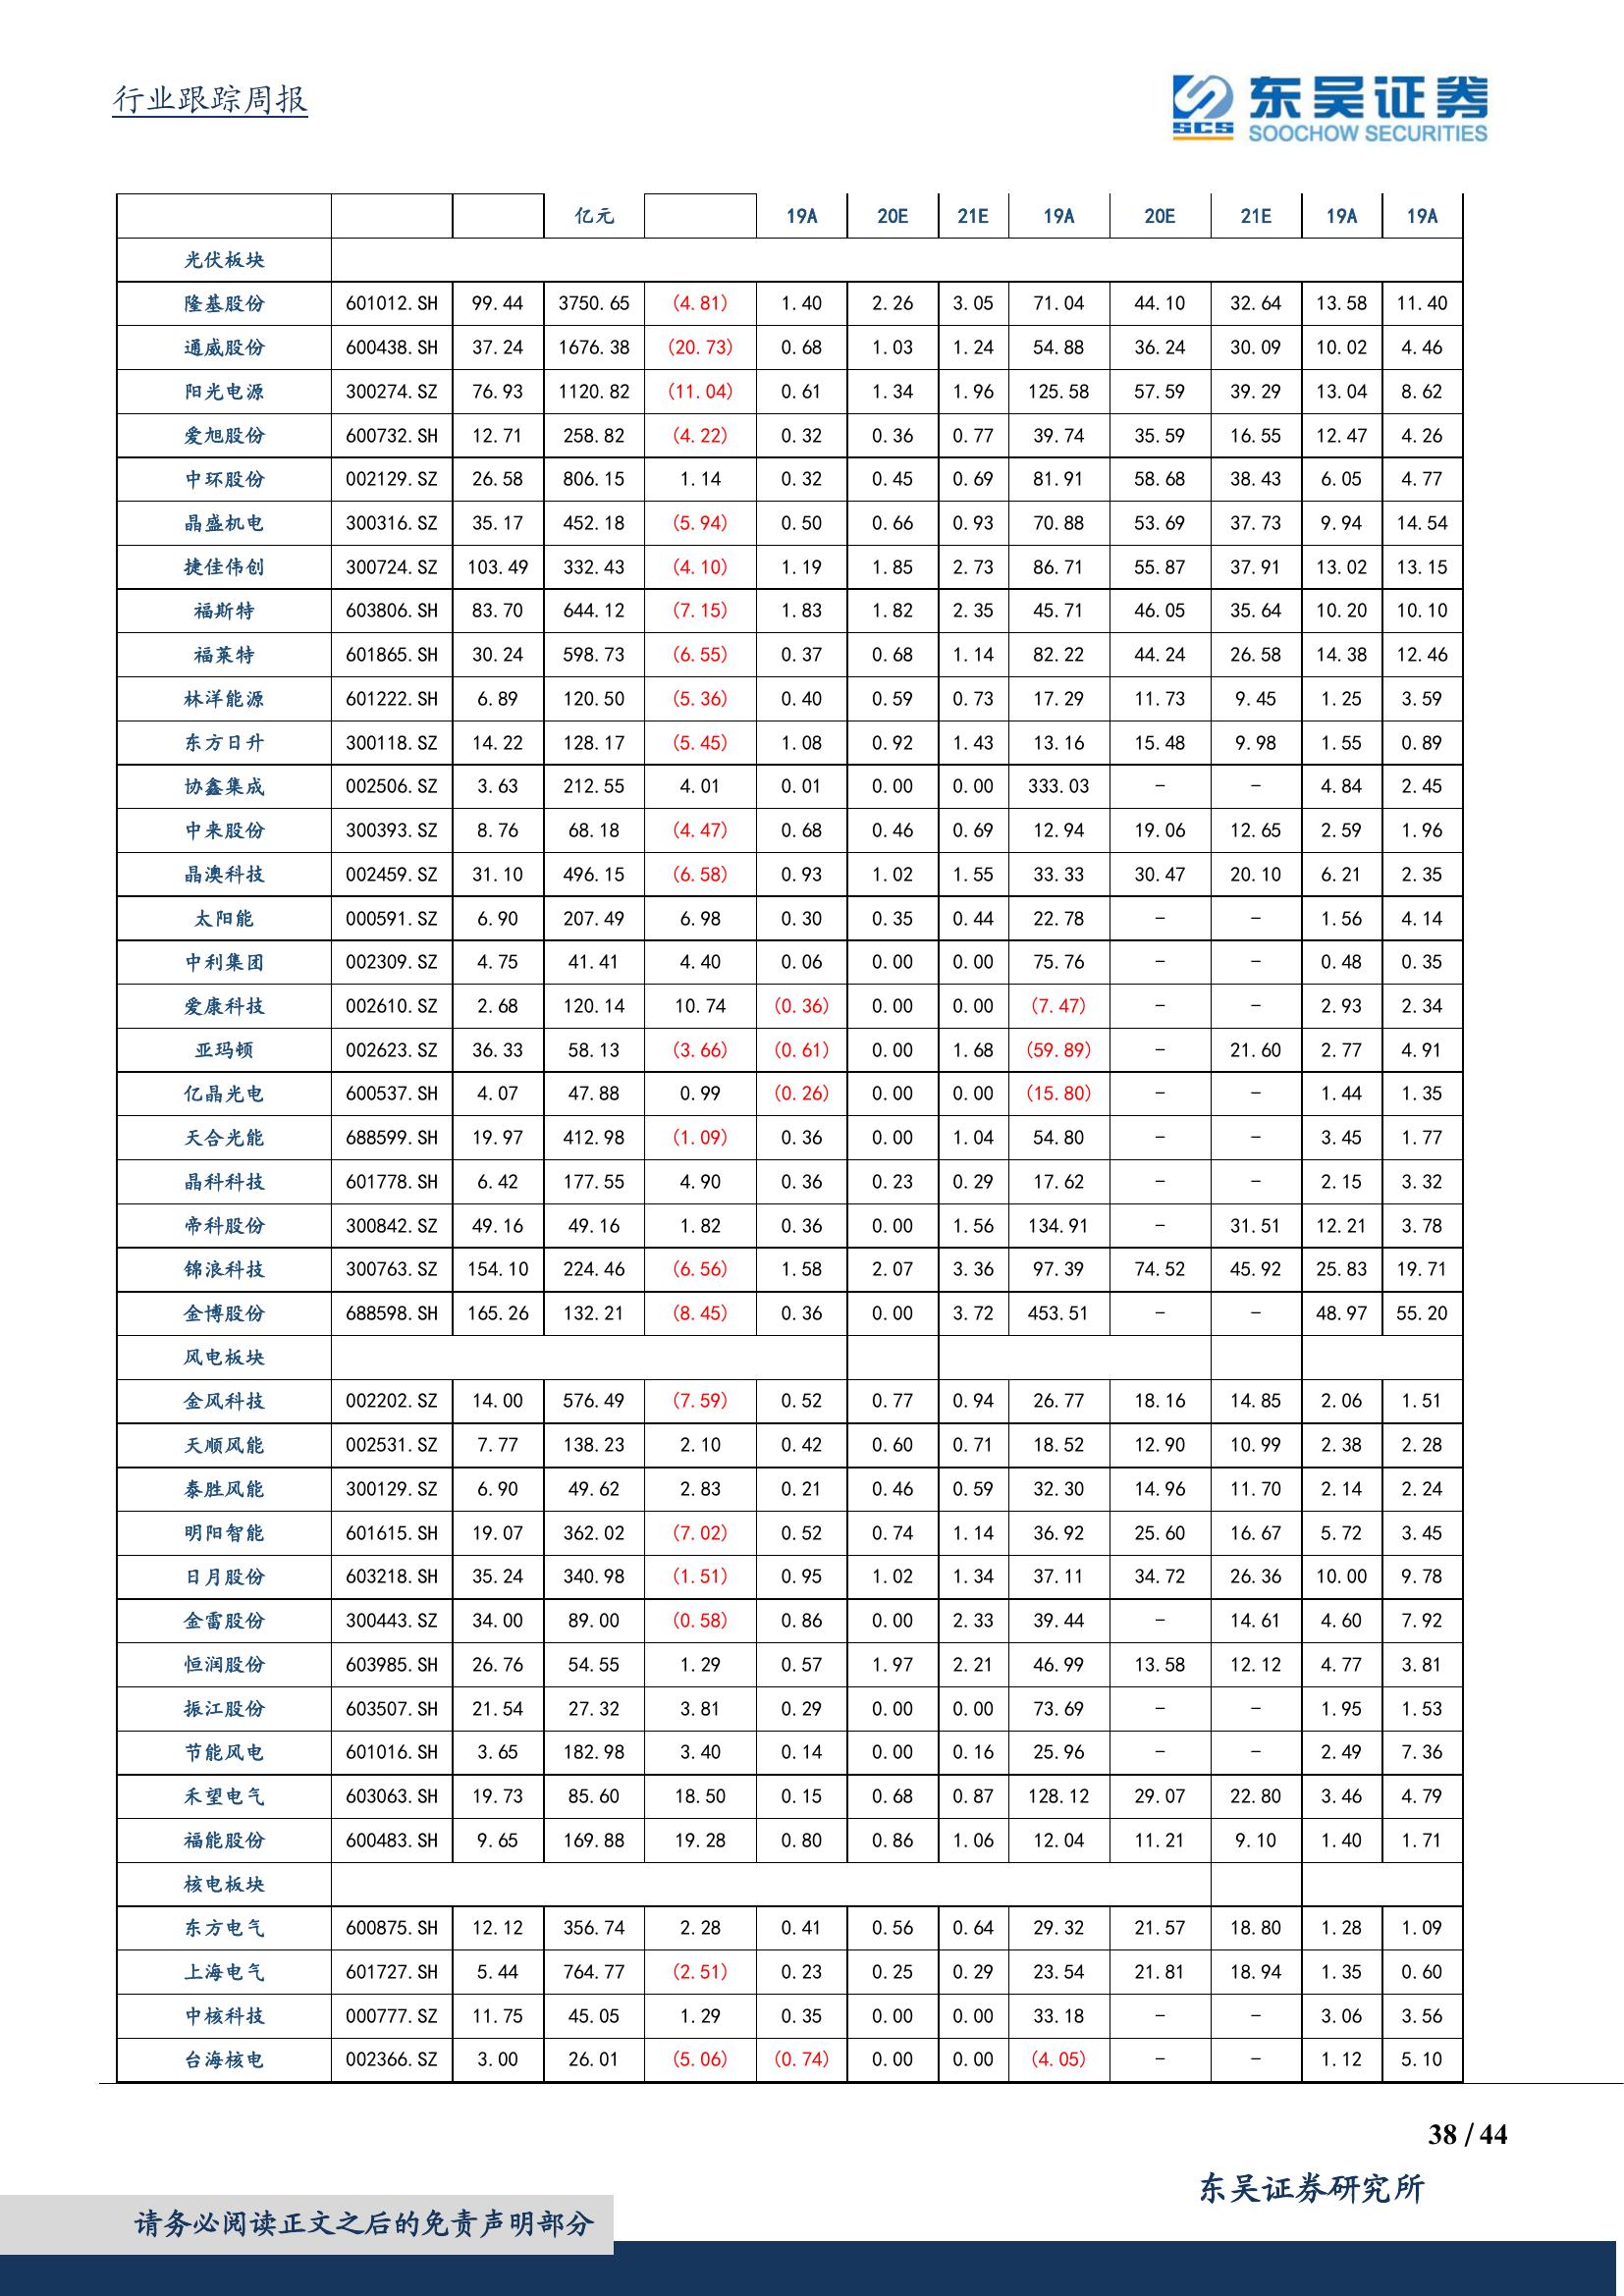 行业跟踪周报
SCS 东吴证券
SOOCHOW SECURITIES
亿元 19A 20E 21E 19A 20E 21E 19A 19A
光伏板块
隆基股份 601012.SH 99.44 3750.65 (4.81) 1.40 2.26 3.05 71.04 44.10 32.64 13.58 11.40
通威股份 600438.SH 37.24 1676.38 (20.73) 0.68 1.03 1.24 54.88 36.24 30.09 10.02 4.46
阳光电源 300274.SZ 76.93 1120.82 (11.04) 0.61 1.34 1.96 125.58 57.59 39.29 13.04 8.62
爱旭股份 600732.SH 12.71 258.82 (4.22) 0.32 0.36 0.77 39.74 35.59 16.55 12.47 4.26
中环股份 002129.SZ 26.58 806.15 1.14 0.32 0.45 0.69 81.91 58.68 38.43 6.05 4.77
晶盛机电 300316.SZ 35.17 452.18 (5.94) 0.50 0.66 0.93 70.88 53.69 37.73 9.94 14.54
捷佳伟创 300724.SZ 103.49 332.43 (4.10) 1.19 1.85 2.73 86.71 55.87 37.91 13.02 13.15
福斯特 603806.SH 83.70 644.12 (7.15) 1.83 1.82 2.35 45.71 46.05 35.64 10.20 10.10
福莱特 601865.SH 30.24 598.73 (6.55) 0.37 0.68 1.14 82.22 44.24 26.58 14.38 12.46
林洋能源 601222.SH 6.89 120.50 (5.36) 0.40 0.59 0.73 17.29 11.73 9.45 1.25 3.59
东方日升 300118.SZ 14.22 128.17 (5.45) 1.08 0.92 1.43 13.16 15.48 9.98 1.55 0.89
协鑫集成 002506.SZ 3.63 212.55 4.01 0.01 0.00 0.00 333.03 - - 4.84 2.45
中来股份 300393.SZ 8.76 68.18 (4.47) 0.68 0.46 0.69 12.94 19.06 12.65 2.59 1.96
晶澳科技 002459.SZ 31.10 496.15 (6.58) 0.93 1.02 1.55 33.33 30.47 20.10 6.21 2.35
太阳能 000591.SZ 6.90 207.49 6.98 0.30 0.35 0.44 22.78 - - 1.56 4.14
中利集团 002309.SZ 4.75 41.41 4.40 0.06 0.00 0.00 75.76 - - 0.48 0.35
爱康科技 002610.SZ 2.68 120.14 10.74 (0.36) 0.00 0.00 (7.47) - - 2.93 2.34
亚玛顿 002623.SZ 36.33 58.13 (3.66) (0.61) 0.00 1.68 (59.89) - 21.60 2.77 4.91
亿晶光电 600537.SH 4.07 47.88 0.99 (0.26) 0.00 0.00 (15.80) - - 1.44 1.35
天合光能 688599.SH 19.97 412.98 (1.09) 0.36 0.00 1.04 54.80 - - 3.45 1.77
晶科科技 601778.SH 6.42 177.55 4.90 0.36 0.23 0.29 17.62 - - 2.15 3.32
帝科股份 300842.SZ 49.16 49.16 1.82 0.36 0.00 1.56 134.91 - 31.51 12.21 3.78
锦浪科技 300763.SZ 154.10 224.46 (6.56) 1.58 2.07 3.36 97.39 74.52 45.92 25.83 19.71
金博股份 688598.SH 165.26 132.21 (8.45) 0.36 0.00 3.72 453.51 - - 48.97 55.20
风电板块
金风科技 002202.SZ 14.00 576.49 (7.59) 0.52 0.77 0.94 26.77 18.16 14.85 2.06 1.51
天顺风能 002531.SZ 7.77 138.23 2.10 0.42 0.60 0.71 18.52 12.90 10.99 2.38 2.28
泰胜风能 300129.SZ 6.90 49.62 2.83 0.21 0.46 0.59 32.30 14.96 11.70 2.14 2.24
明阳智能 601615.SH 19.07 362.02 (7.02) 0.52 0.74 1.14 36.92 25.60 16.67 5.72 3.45
日月股份 603218.SH 35.24 340.98 (1.51) 0.95 1.02 1.34 37.11 34.72 26.36 10.00 9.78
金雷股份 300443.SZ 34.00 89.00 (0.58) 0.86 0.00 2.33 39.44 - 14.61 4.60 7.92
恒润股份 603985.SH 26.76 54.55 1.29 0.57 1.97 2.21 46.99 13.58 12.12 4.77 3.81
振江股份 603507.SH 21.54 27.32 3.81 0.29 0.00 0.00 73.69 - - 1.95 1.53
节能风电 601016.SH 3.65 182.98 3.40 0.14 0.00 0.16 25.96 - - 2.49 7.36
禾望电气 603063.SH 19.73 85.60 18.50 0.15 0.68 0.87 128.12 29.07 22.80 3.46 4.79
福能股份 600483.SH 9.65 169.88 19.28 0.80 0.86 1.06 12.04 11.21 9.10 1.40 1.71
核电板块
东方电气 600875.SH 12.12 356.74 2.28 0.41 0.56 0.64 29.32 21.57 18.80 1.28 1.09
上海电气 601727.SH 5.44 764.77 (2.51) 0.23 0.25 0.29 23.54 21.81 18.94 1.35 0.60
中核科技 000777.SZ 11.75 45.05 1.29 0.35 0.00 0.00 33.18 - - 3.06 3.56
台海核电 002366.SZ 3.00 26.01 (5.06) (0.74) 0.00 0.00 (4.05) - - 1.12 5.10
38 / 44
东吴证券研究所
请务必阅读正文之后的免责声明部分